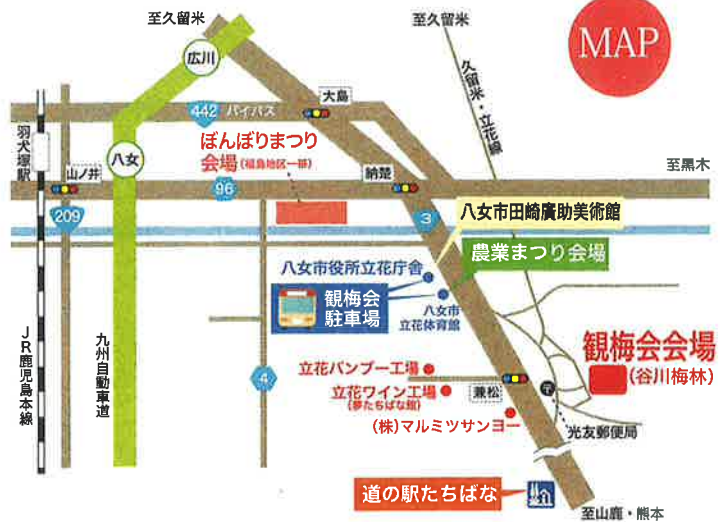 至久留米
至久留米
MAP
広川
久留米・立花線
大島
442 バイパス
ぼんぼりまつり
会場(福島地区一部)
羽犬塚駅
八女
山ノ井
納楚
至黒木
96
209
3
八女市田崎廣助美術館
農業まつり会場
八女市役所立花庁舎
観梅会
駐車場
八女市
立花体育館
JR鹿児島本線
九州自動車道
観梅会会場
(谷川梅林)
立花バンブー工場
4
立花ワイン工場
(夢たちばな館)
兼松
〒
(株)マルミツサンヨー
光友郵便局
道の駅たちばな
至山鹿・熊本